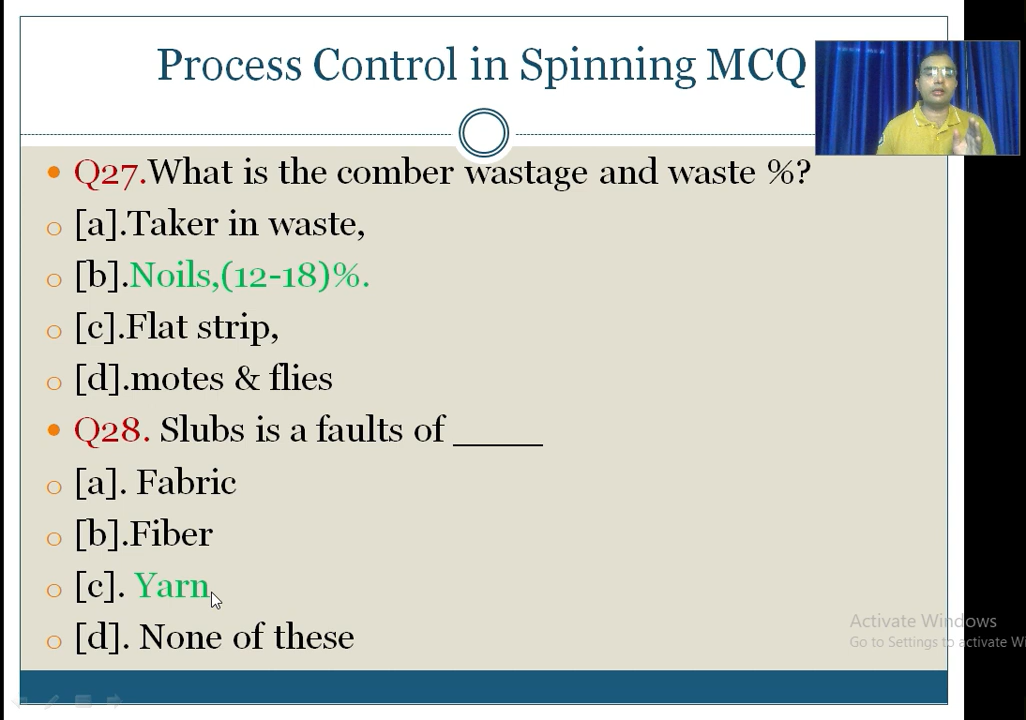 Process Control in Spinning MCQ
Q27.What is the comber wastage and waste %?
[a].Taker in waste,
[b].Noils,(12-18)%.
[c].Flat strip,
[d].motes & flies
Q28. Slubs is a faults of _____
[a]. Fabric
[b].Fiber
[c]. Yarn
[d]. None of these
Activate Windows
Go to Settings to activate Wi